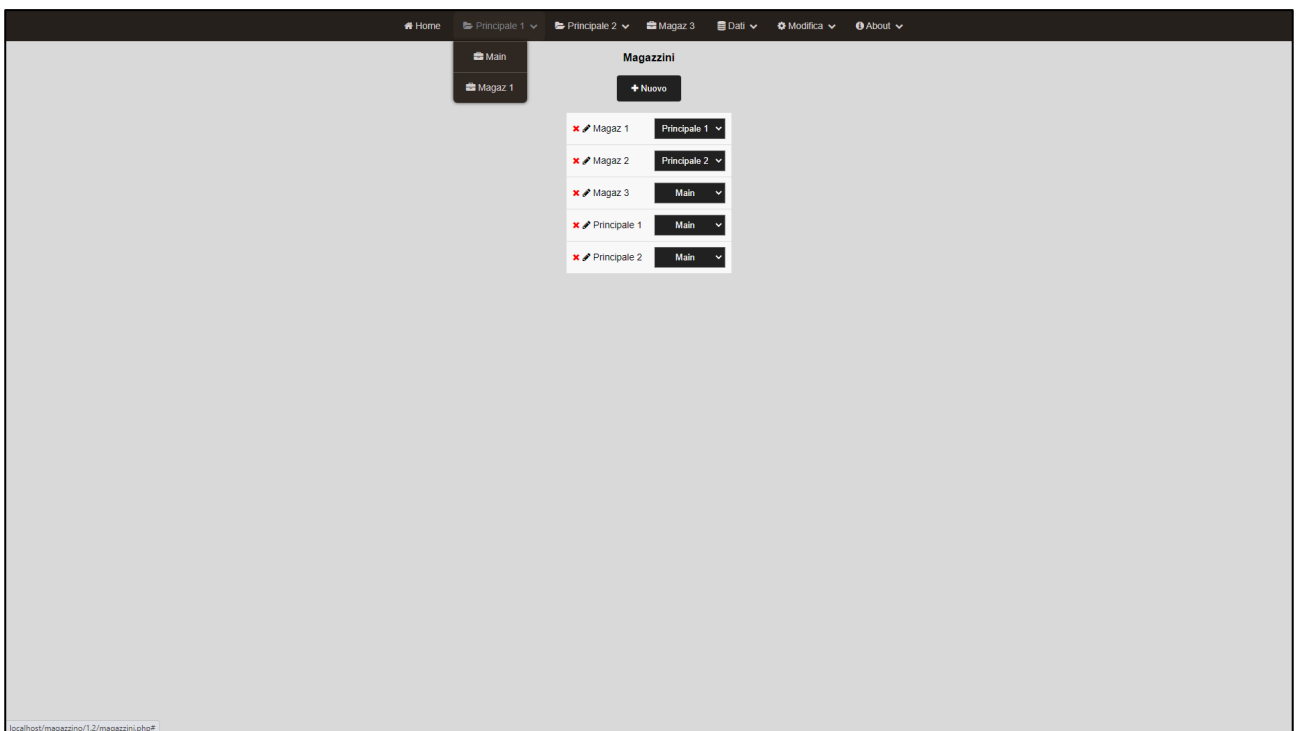 Home Principale 1 Principale 2 Magaz 3 Dati Modifica About
Main
Magaz 1
Magazzini
Nuovo
Magaz 1 Principale 1
Magaz 2 Principale 2
Magaz 3 Main
Principale 1 Main
Principale 2 Main
localhost/magazzino/1.2/magazzini.php#